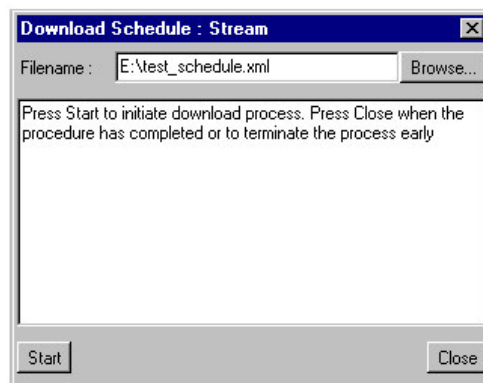 Download Schedule : Stream
Filename : E:\test_schedule.xml Browse...
Press Start to initiate download process. Press Close when the
procedure has completed or to terminate the process early
Start Close